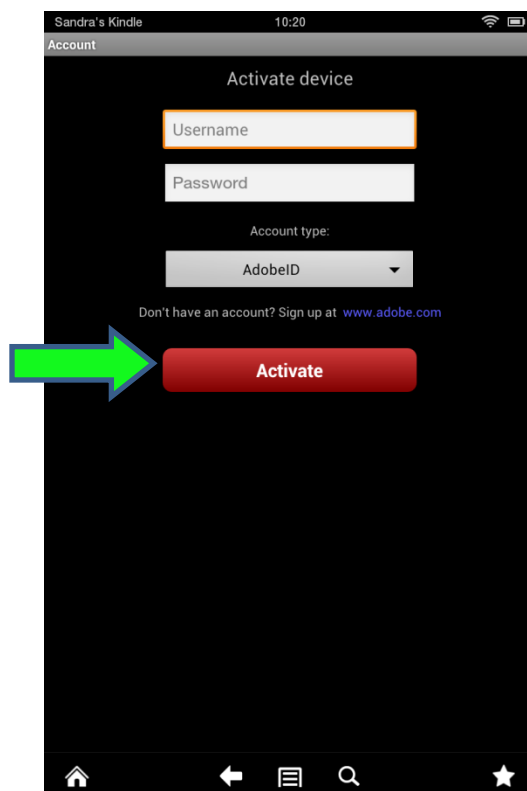 Sandra's Kindle 10:20
Account
Activate device
Username
Password
Account type:
AdobeID
Don't have an account? Sign up at www.adobe.com
Activate